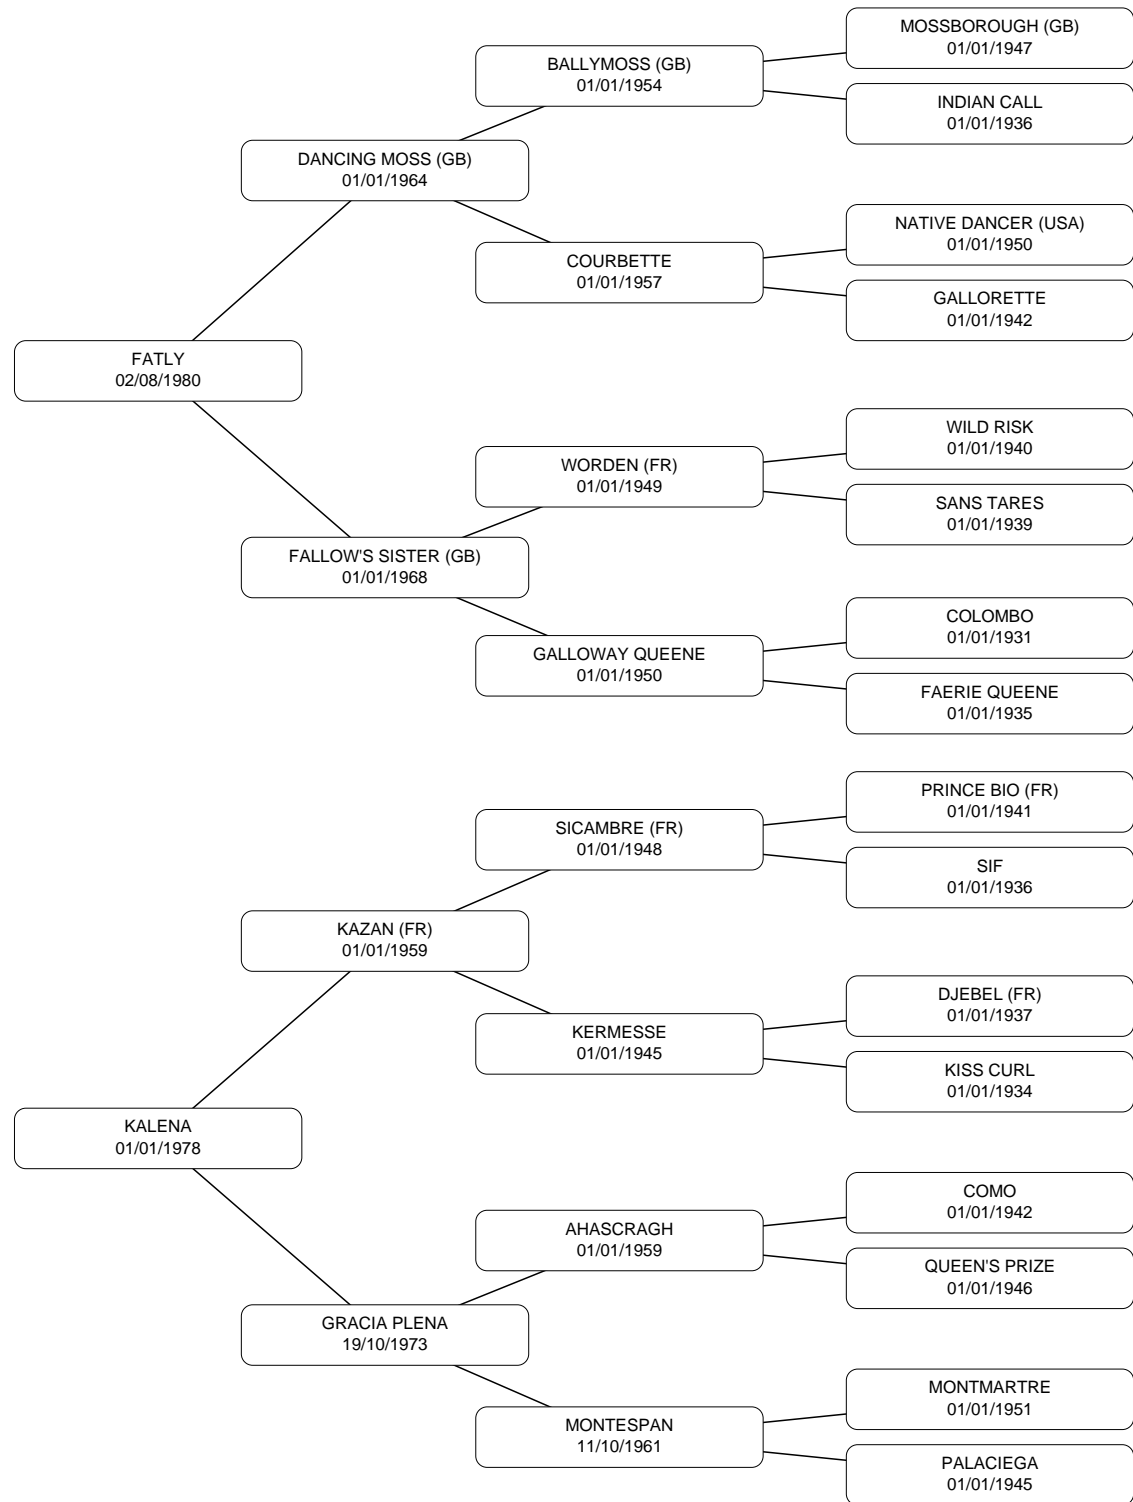 MOSSBOROUGH (GB)
01/01/1947
BALLYMOSS (GB)
01/01/1954
INDIAN CALL
01/01/1936
DANCING MOSS (GB)
01/01/1964
NATIVE DANCER (USA)
01/01/1950
COURBETTE
01/01/1957
GALLORETTE
01/01/1942
FATLY
02/08/1980
WILD RISK
01/01/1940
WORDEN (FR)
01/01/1949
SANS TARES
01/01/1939
FALLOW'S SISTER (GB)
01/01/1968
COLOMBO
01/01/1931
GALLOWAY QUEENE
01/01/1950
FAERIE QUEENE
01/01/1935
PRINCE BIO (FR)
01/01/1941
SICAMBRE (FR)
01/01/1948
SIF
01/01/1936
KAZAN (FR)
01/01/1959
DJEBEL (FR)
01/01/1937
KERMESSE
01/01/1945
KISS CURL
01/01/1934
KALENA
01/01/1978
COMO
01/01/1942
AHASCRAGH
01/01/1959
QUEEN'S PRIZE
01/01/1946
GRACIA PLENA
19/10/1973
MONTMARTRE
01/01/1951
MONTESPAN
11/10/1961
PALACIEGA
01/01/1945